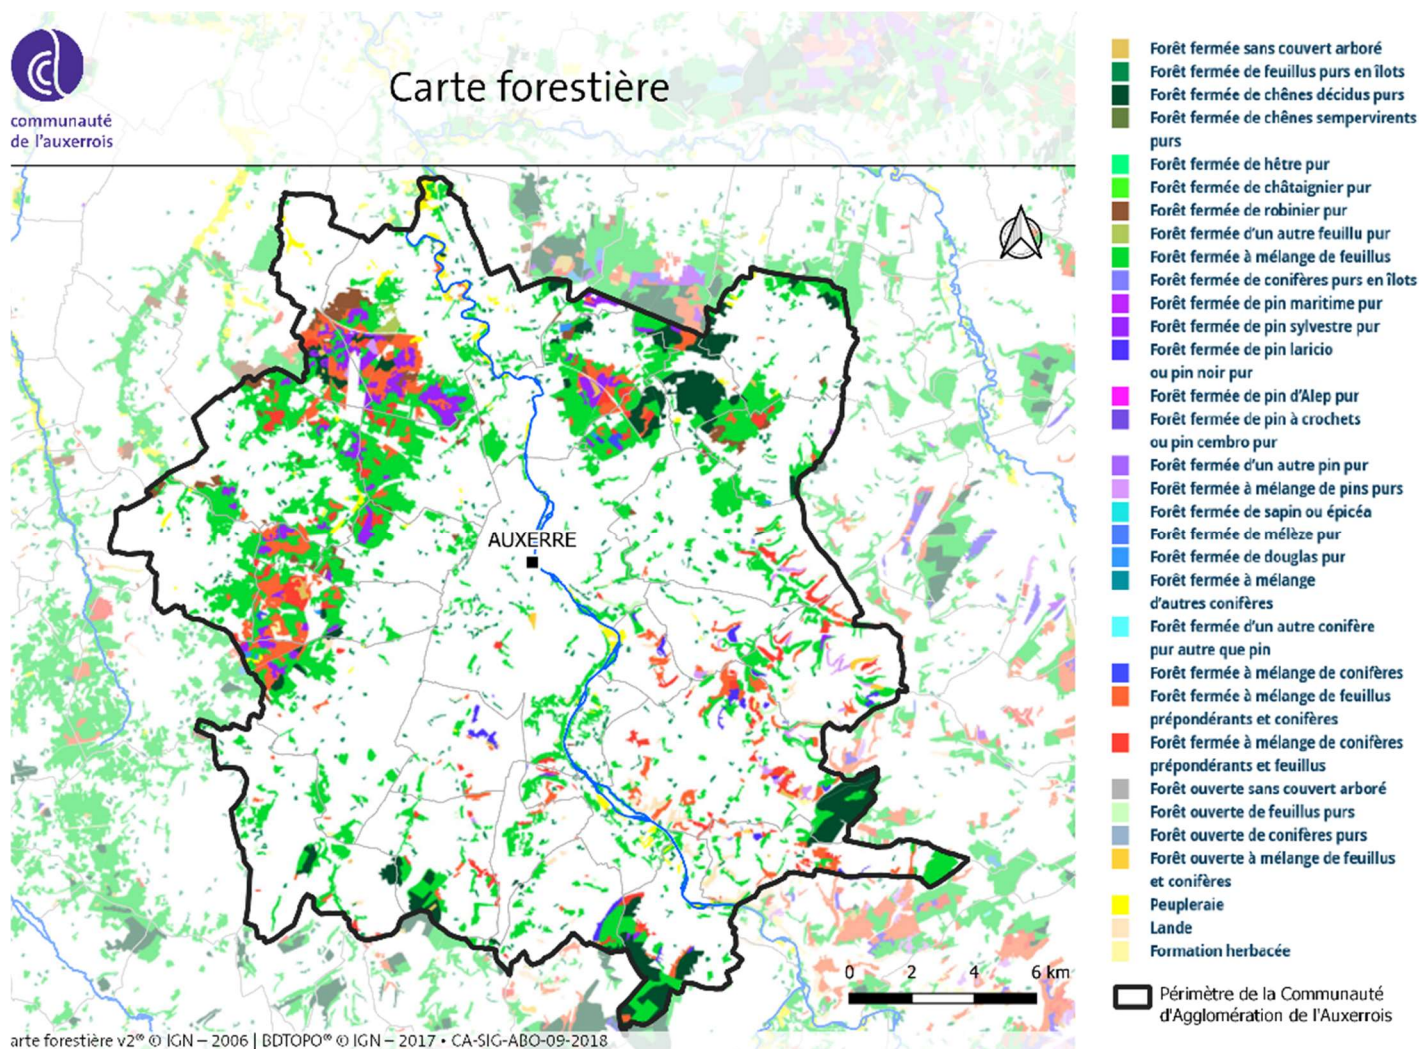 communauté
de l'auxerrois
Carte forestière
AUXERRE
0 2 4 6 km
arte forestière v2® © IGN – 2006 | BDTOPO® © IGN – 2017 • CA-SIG-ABO-09-2018
Forêt fermée sans couvert arboré
Forêt fermée de feuillus purs en îlots
Forêt fermée de chênes décidus purs
Forêt fermée de chênes sempervirents
purs
Forêt fermée de hêtre pur
Forêt fermée de châtaignier pur
Forêt fermée de robinier pur
Forêt fermée d'un autre feuillu pur
Forêt fermée à mélange de feuillus
Forêt fermée de conifères purs en îlots
Forêt fermée de pin maritime pur
Forêt fermée de pin sylvestre pur
Forêt fermée de pin laricio
ou pin noir pur
Forêt fermée de pin d'Alep pur
Forêt fermée de pin à crochets
ou pin cembro pur
Forêt fermée d'un autre pin pur
Forêt fermée à mélange de pins purs
Forêt fermée de sapin ou épicéa
Forêt fermée de mélèze pur
Forêt fermée de douglas pur
Forêt fermée à mélange
d'autres conifères
Forêt fermée d'un autre conifère
pur autre que pin
Forêt fermée à mélange de conifères
Forêt fermée à mélange de feuillus
prépondérants et conifères
Forêt fermée à mélange de conifères
prépondérants et feuillus
Forêt ouverte sans couvert arboré
Forêt ouverte de feuillus purs
Forêt ouverte de conifères purs
Forêt ouverte à mélange de feuillus
et conifères
Peupleraie
Lande
Formation herbacée
Périmètre de la Communauté
d'Agglomération de l'Auxerrois